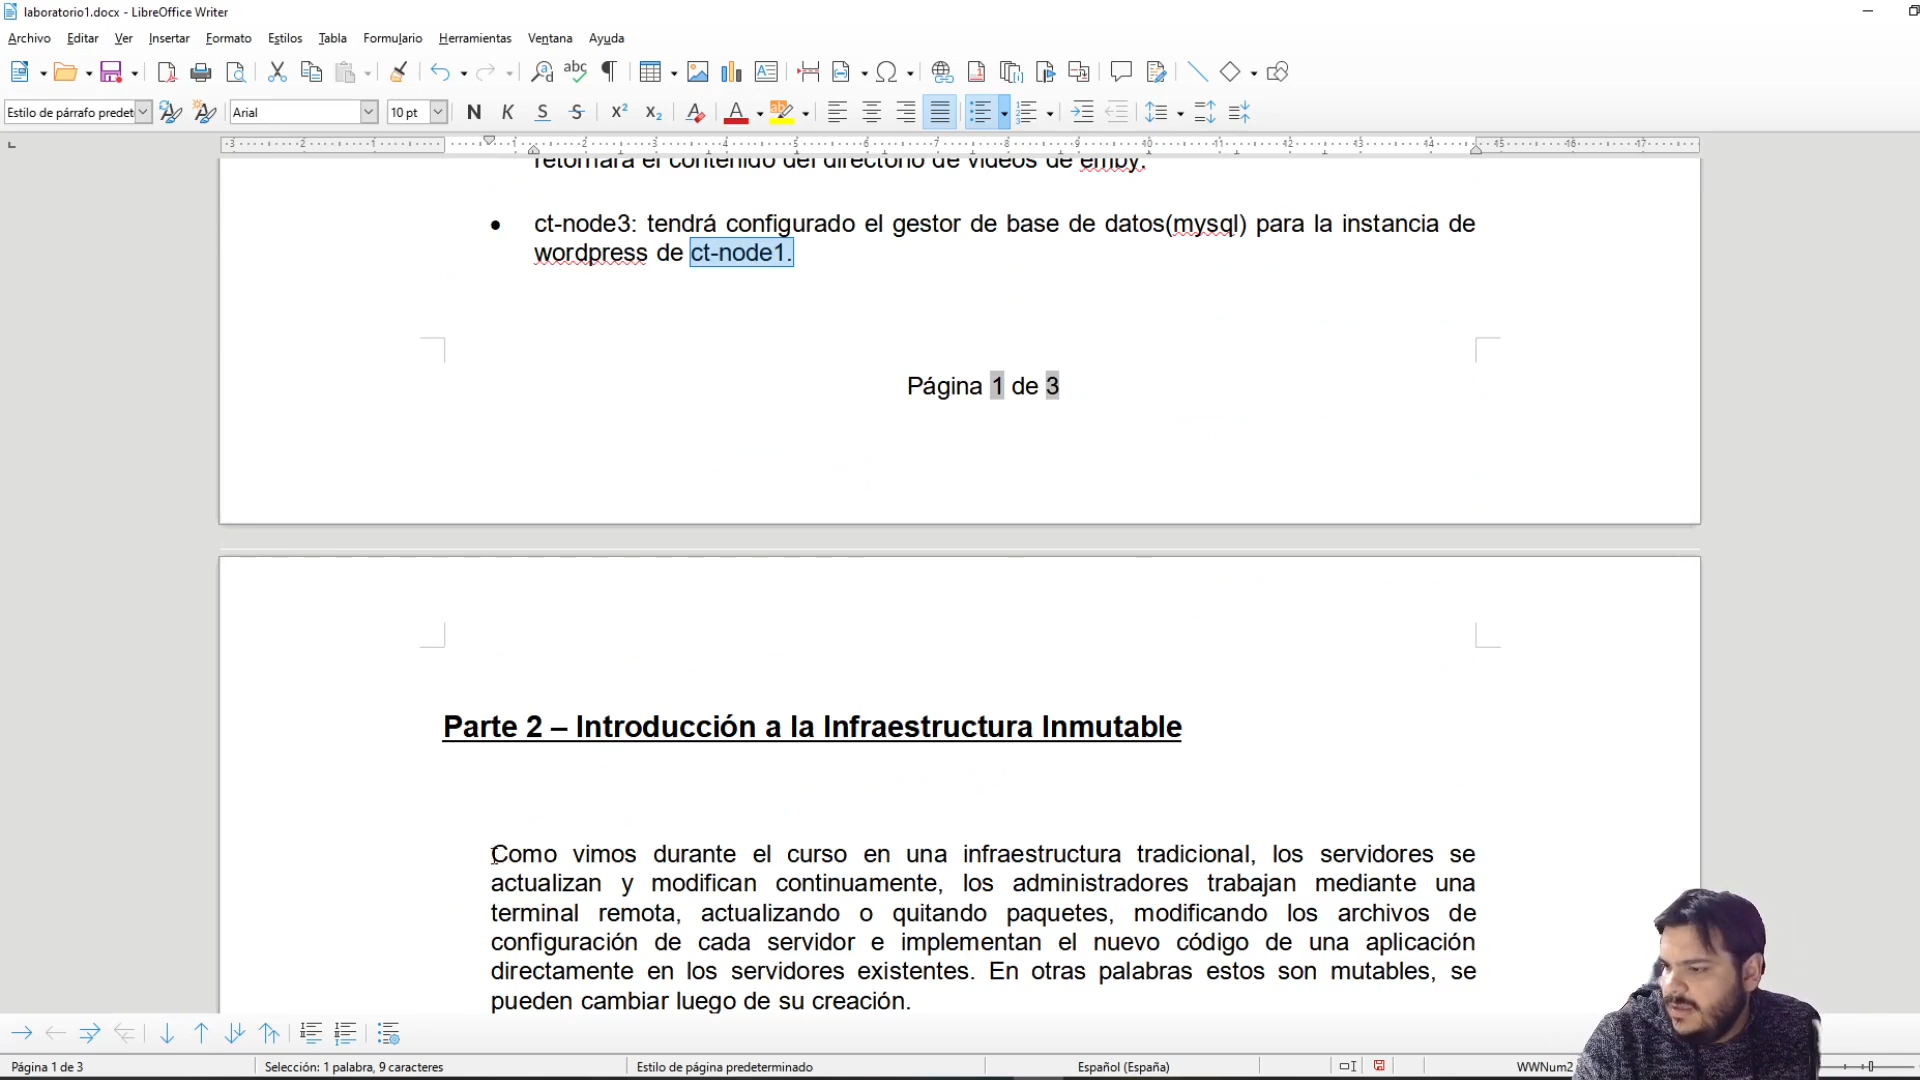 laboratorio1.docx - LibreOffice Writer
Archivo Editar Ver Insertar Formato Estilos Tabla Formulario Herramientas Ventana Ayuda
Estilo de párrafo predet Arial 10 pt N K S S X² X₂ A
retornará el contenido del directorio de videos de emby.
• ct-node3: tendrá configurado el gestor de base de datos(mysql) para la instancia de
wordpress de ct-node1.
Página 1 de 3
Parte 2 – Introducción a la Infraestructura Inmutable
Como vimos durante el curso en una infraestructura tradicional, los servidores se
actualizan y modifican continuamente, los administradores trabajan mediante una
terminal remota, actualizando o quitando paquetes, modificando los archivos de
configuración de cada servidor e implementan el nuevo código de una aplicación
directamente en los servidores existentes. En otras palabras estos son mutables, se
pueden cambiar luego de su creación.
Página 1 de 3 Selección: 1 palabra, 9 caracteres Estilo de página predeterminado Español (España) WWNum2